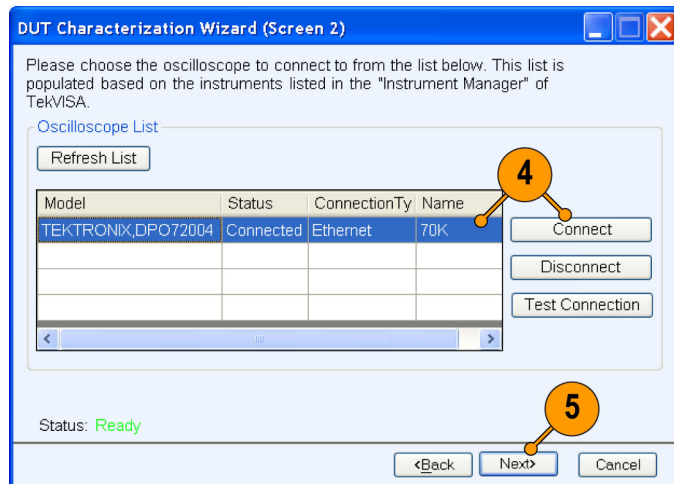 DUT Characterization Wizard (Screen 2)
Please choose the oscilloscope to connect to from the list below. This list is
populated based on the instruments listed in the "Instrument Manager" of
TekVISA.
Oscilloscope List
Refresh List
4
Model Status ConnectionTy Name
TEKTRONIX,DPO72004 Connected Ethernet 70K
Connect
Disconnect
Test Connection
5
Status: Ready
<Back Next> Cancel